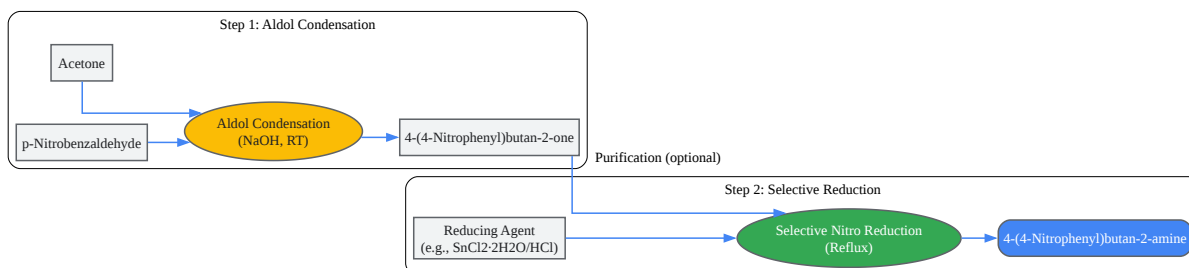 Step 1: Aldol Condensation
Acetone
p-Nitrobenzaldehyde
Aldol Condensation
(NaOH, RT)
4-(4-Nitrophenyl)butan-2-one
Purification (optional)
Step 2: Selective Reduction
Reducing Agent
(e.g., SnCl2·2H2O/HCl)
Selective Nitro Reduction
(Reflux)
4-(4-Nitrophenyl)butan-2-amine